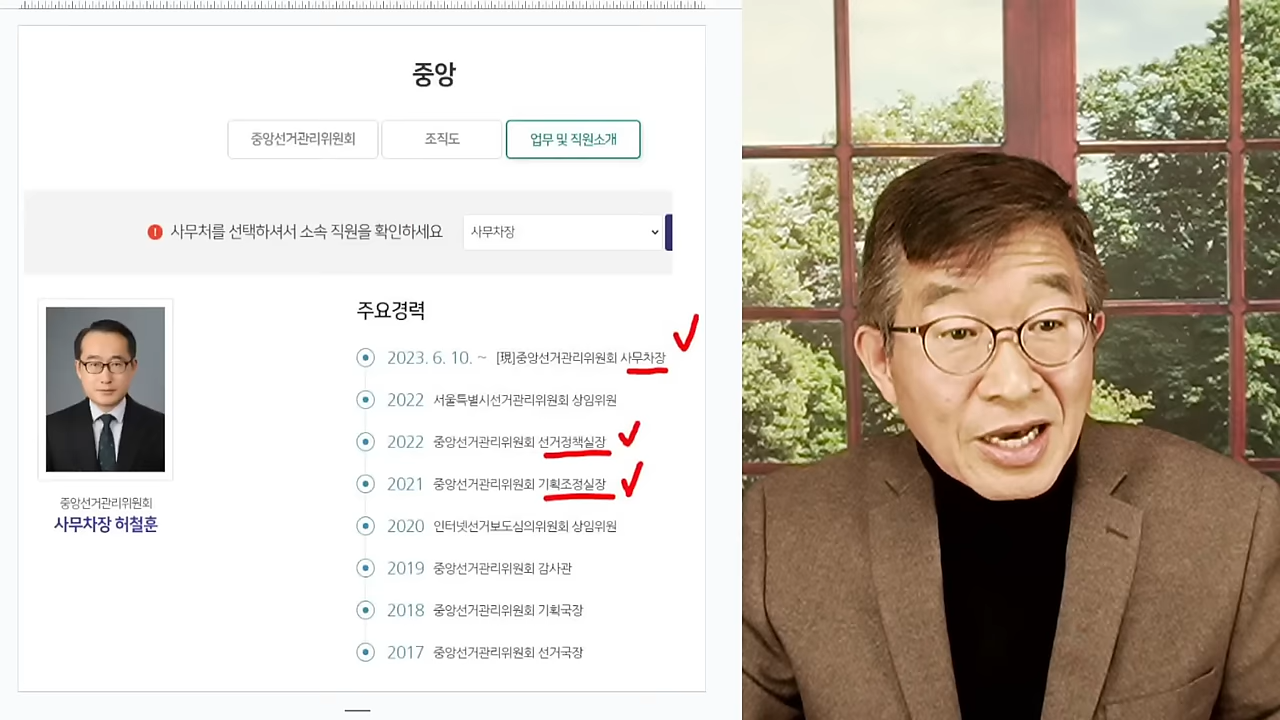 중앙
중앙선거관리위원회
조직도
업무 및 직원소개
사무처를 선택하셔서 소속 직원을 확인하세요
사무차장
주요경력
2023. 6. 10. ~ [現]중앙선거관리위원회 사무차장
2022 서울특별시선거관리위원회 상임위원
2022 중앙선거관리위원회 선거정책실장
2021 중앙선거관리위원회 기획조정실장
2020 인터넷선거보도심의위원회 상임위원
2019 중앙선거관리위원회 감사관
2018 중앙선거관리위원회 기획국장
2017 중앙선거관리위원회 선거국장
중앙선거관리위원회
사무차장 허철훈